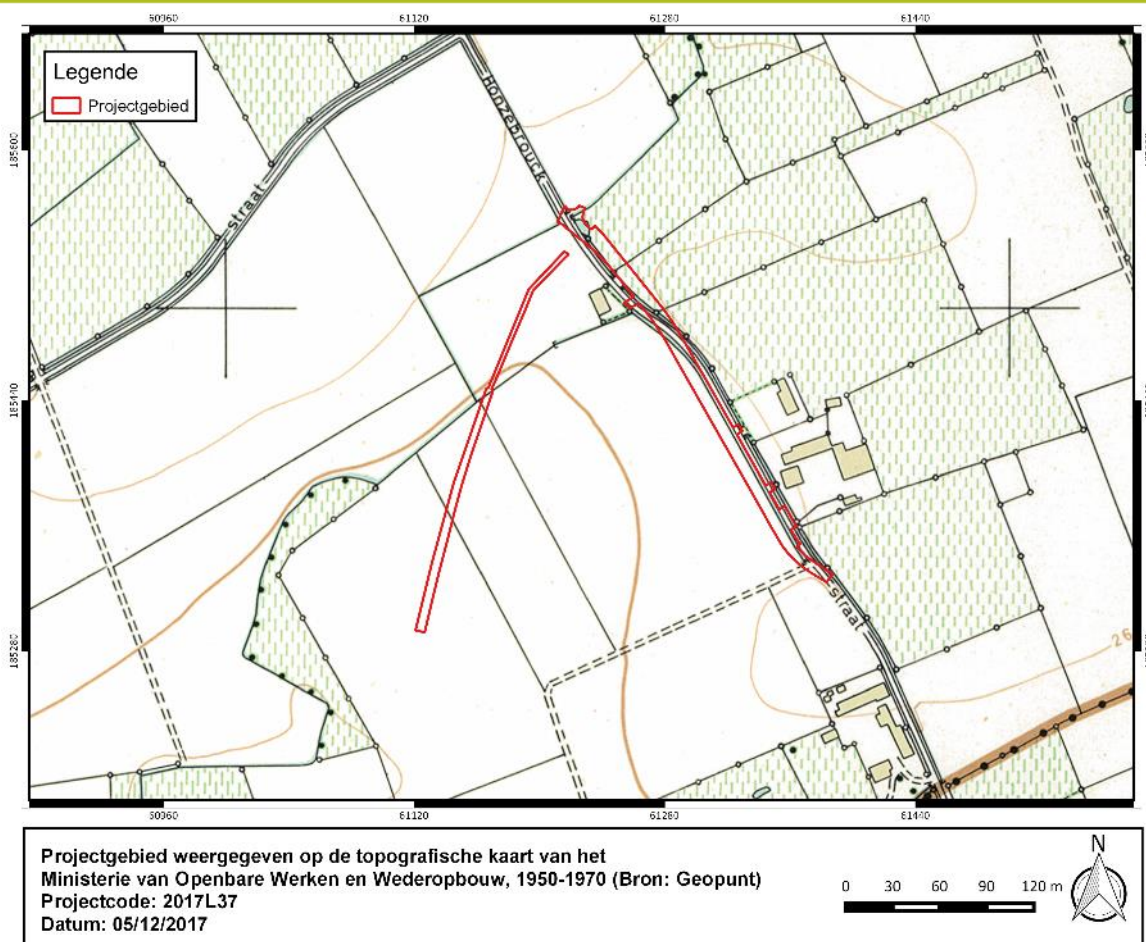 60960 61120 61280 61440
Legende
Projectgebied
Honzebrouck
straat
185600
185440
185280
straat
26
60960 61120 61280 61440
Projectgebied weergegeven op de topografische kaart van het
Ministerie van Openbare Werken en Wederopbouw, 1950-1970 (Bron: Geopunt)
Projectcode: 2017L37
Datum: 05/12/2017
N
0 30 60 90 120 m